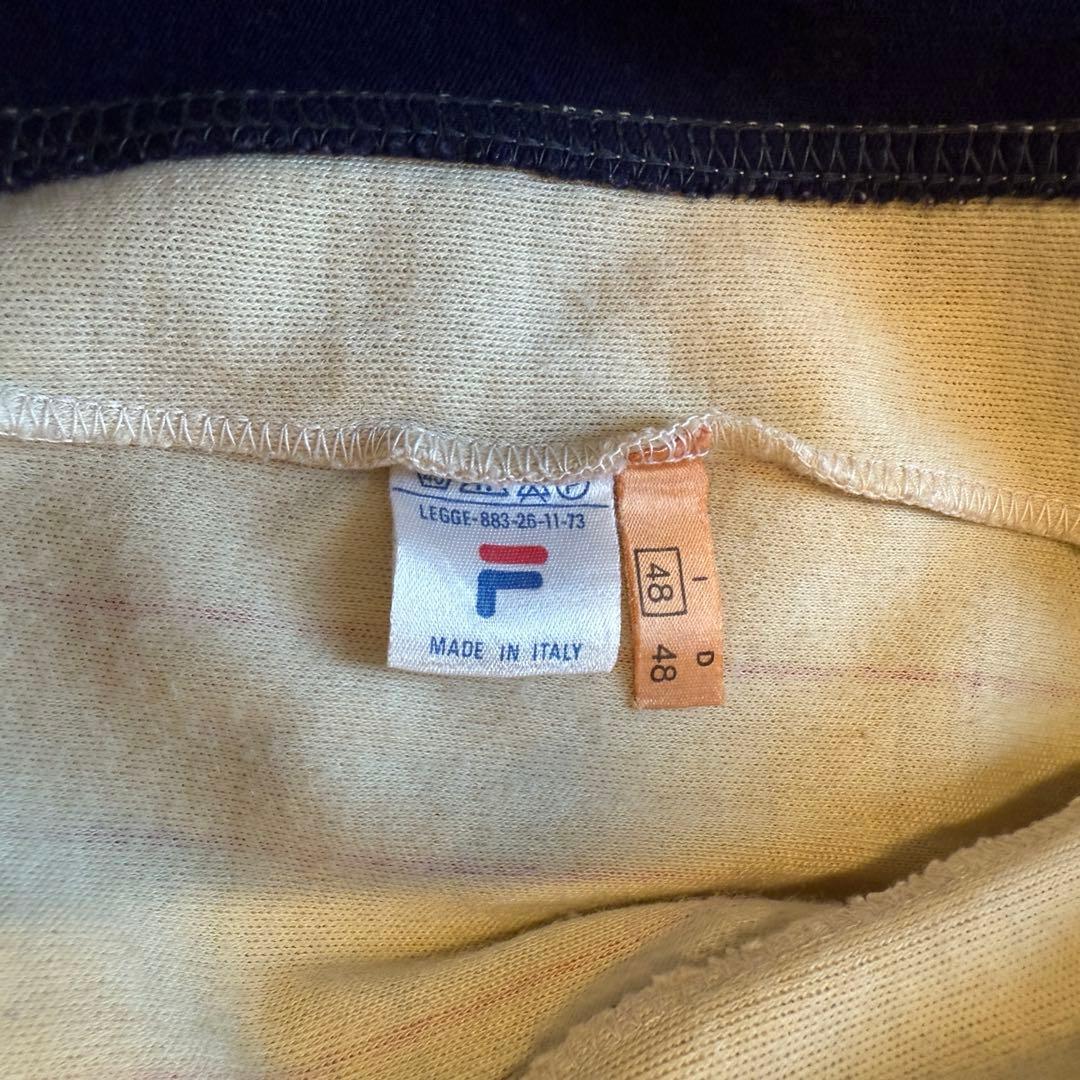 LEGGE-883-26-11-73
F
MADE IN ITALY
I
48
D
48